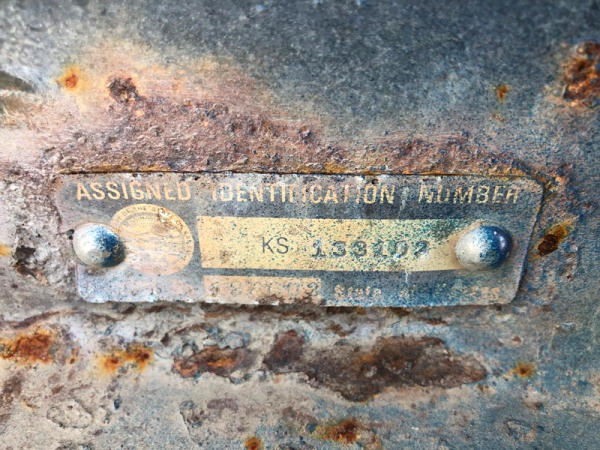 ASSIGNED IDENTIFICATION NUMBER
KS 133102
State